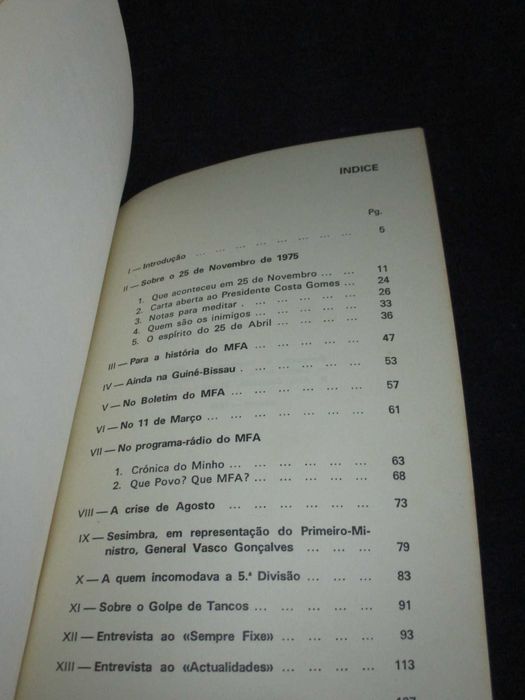 INDICE
Pg.
I — Introdução ... ... ... ... ... ... ... ... 5
II — Sobre o 25 de Novembro de 1975
1. Que aconteceu em 25 de Novembro ... ... ... 11
2. Carta aberta ao Presidente Costa Gomes ... ... 24
3. Notas para meditar . ... ... ... ... ... 26
4. Quem são os inimigos ... ... ... ... ... 33
5. O espírito do 25 de Abril ... ... ... ... 36
III — Para a história do MFA ... ... ... ... ... 47
IV — Ainda na Guiné-Bissau . ... ... ... ... ... 53
V — No Boletim do MFA ... ... ... ... ... ... 57
VI — No 11 de Março ... ... ... ... ... ... ... 61
VII — No programa-rádio do MFA
1. Crónica do Minho ... ... ... ... ... ... 63
2. Que Povo? Que MFA? ... ... ... ... ... 68
VIII — A crise de Agosto ... ... ... ... ... ... 73
IX — Sesimbra, em representação do Primeiro-Mi-
nistro, General Vasco Gonçalves ... ... ... 79
X — A quem incomodava a 5.ª Divisão ... ... ... 83
XI — Sobre o Golpe de Tancos ... ... ... ... ... 91
XII — Entrevista ao «Sempre Fixe» ... ... ... ... 93
XIII — Entrevista ao «Actualidades» ... ... ... ... 113